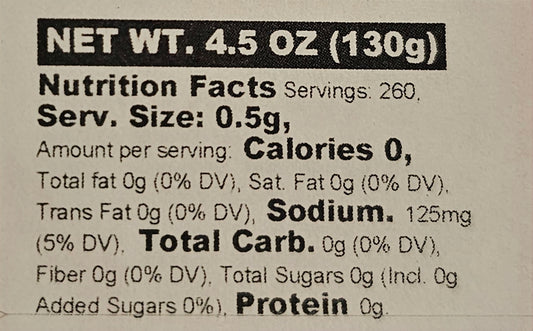 NET WT. 4.5 OZ (130g)
Nutrition Facts Servings: 260,
Serv. Size: 0.5g,
Amount per serving: Calories 0,
Total fat 0g (0% DV), Sat. Fat 0g (0% DV),
Trans Fat 0g (0% DV), Sodium. 125mg
(5% DV), Total Carb. 0g (0% DV),
Fiber 0g (0% DV), Total Sugars 0g (Incl. 0g
Added Sugars 0%), Protein 0g.